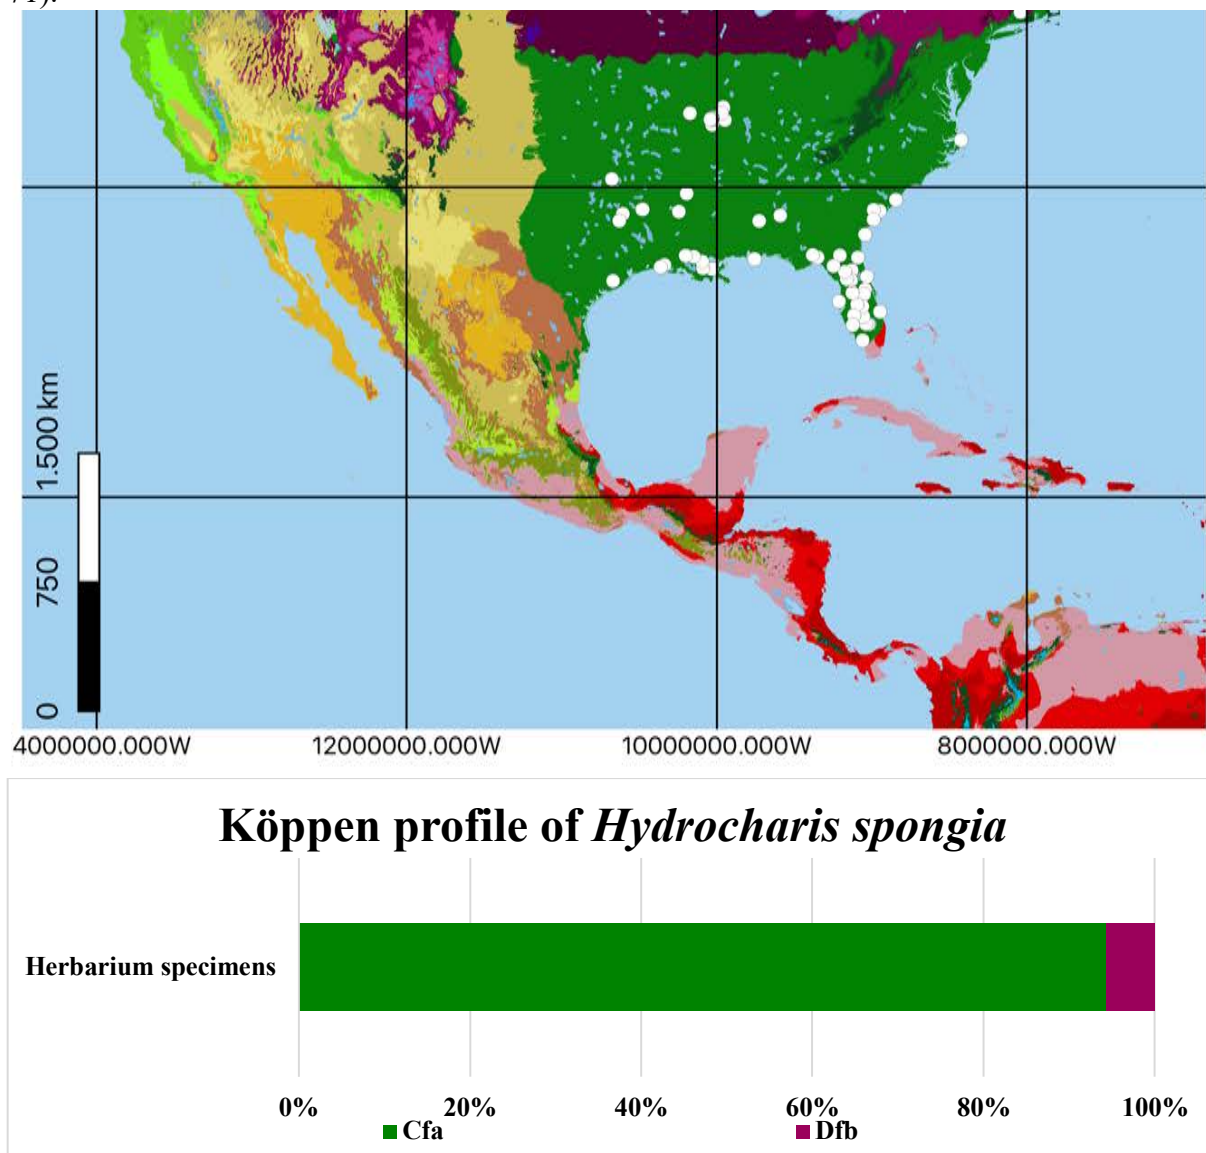 71).
1.500 km
750
0
4000000.000W 12000000.000W 10000000.000W 8000000.000W
Köppen profile of Hydrocharis spongia
Herbarium specimens
0% 20% 40% 60% 80% 100%
Cfa Dfb